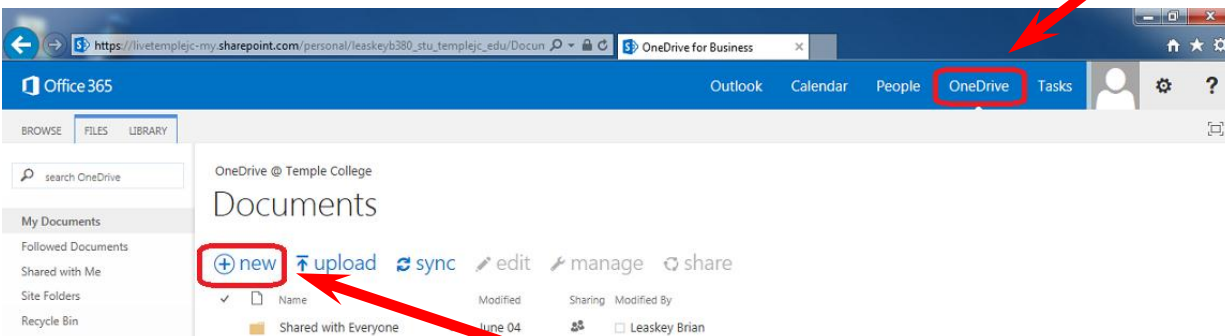 https://livetemplejc-my.sharepoint.com/personal/leaskeyb380_stu_templejc_edu/Docun OneDrive for Business
Office 365 Outlook Calendar People OneDrive Tasks ?
BROWSE FILES LIBRARY
search OneDrive
OneDrive @ Temple College
Documents
My Documents
Followed Documents
Shared with Me
Site Folders
Recycle Bin
new upload sync edit manage share
Name Modified Sharing Modified By
Shared with Everyone June 04 Leaskey Brian